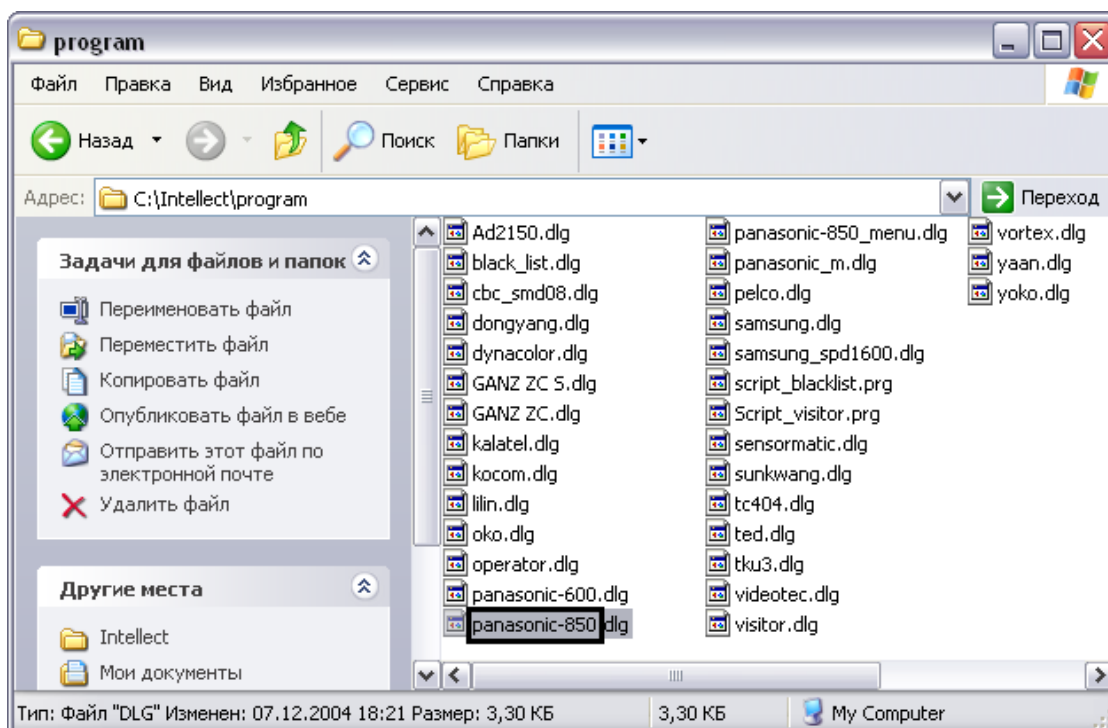 program
Файл Правка Вид Избранное Сервис Справка
Назад Поиск Папки
Адрес: C:\Intellect\program Переход
Задачи для файлов и папок
Переименовать файл
Переместить файл
Копировать файл
Опубликовать файл в вебе
Отправить этот файл по
электронной почте
Удалить файл
Другие места
Intellect
Мои документы
Ad2150.dlg
black_list.dlg
cbc_smd08.dlg
dongyang.dlg
dynacolor.dlg
GANZ ZC S.dlg
GANZ ZC.dlg
kalatel.dlg
kocom.dlg
lilin.dlg
oko.dlg
operator.dlg
panasonic-600.dlg
panasonic-850.dlg
panasonic-850_menu.dlg
panasonic_m.dlg
pelco.dlg
samsung.dlg
samsung_spd1600.dlg
script_blacklist.prg
Script_visitor.prg
sensormatic.dlg
sunkwang.dlg
tc404.dlg
ted.dlg
tku3.dlg
videotec.dlg
visitor.dlg
vortex.dlg
yaan.dlg
yoko.dlg
Тип: Файл "DLG" Изменен: 07.12.2004 18:21 Размер: 3,30 КБ 3,30 КБ My Computer